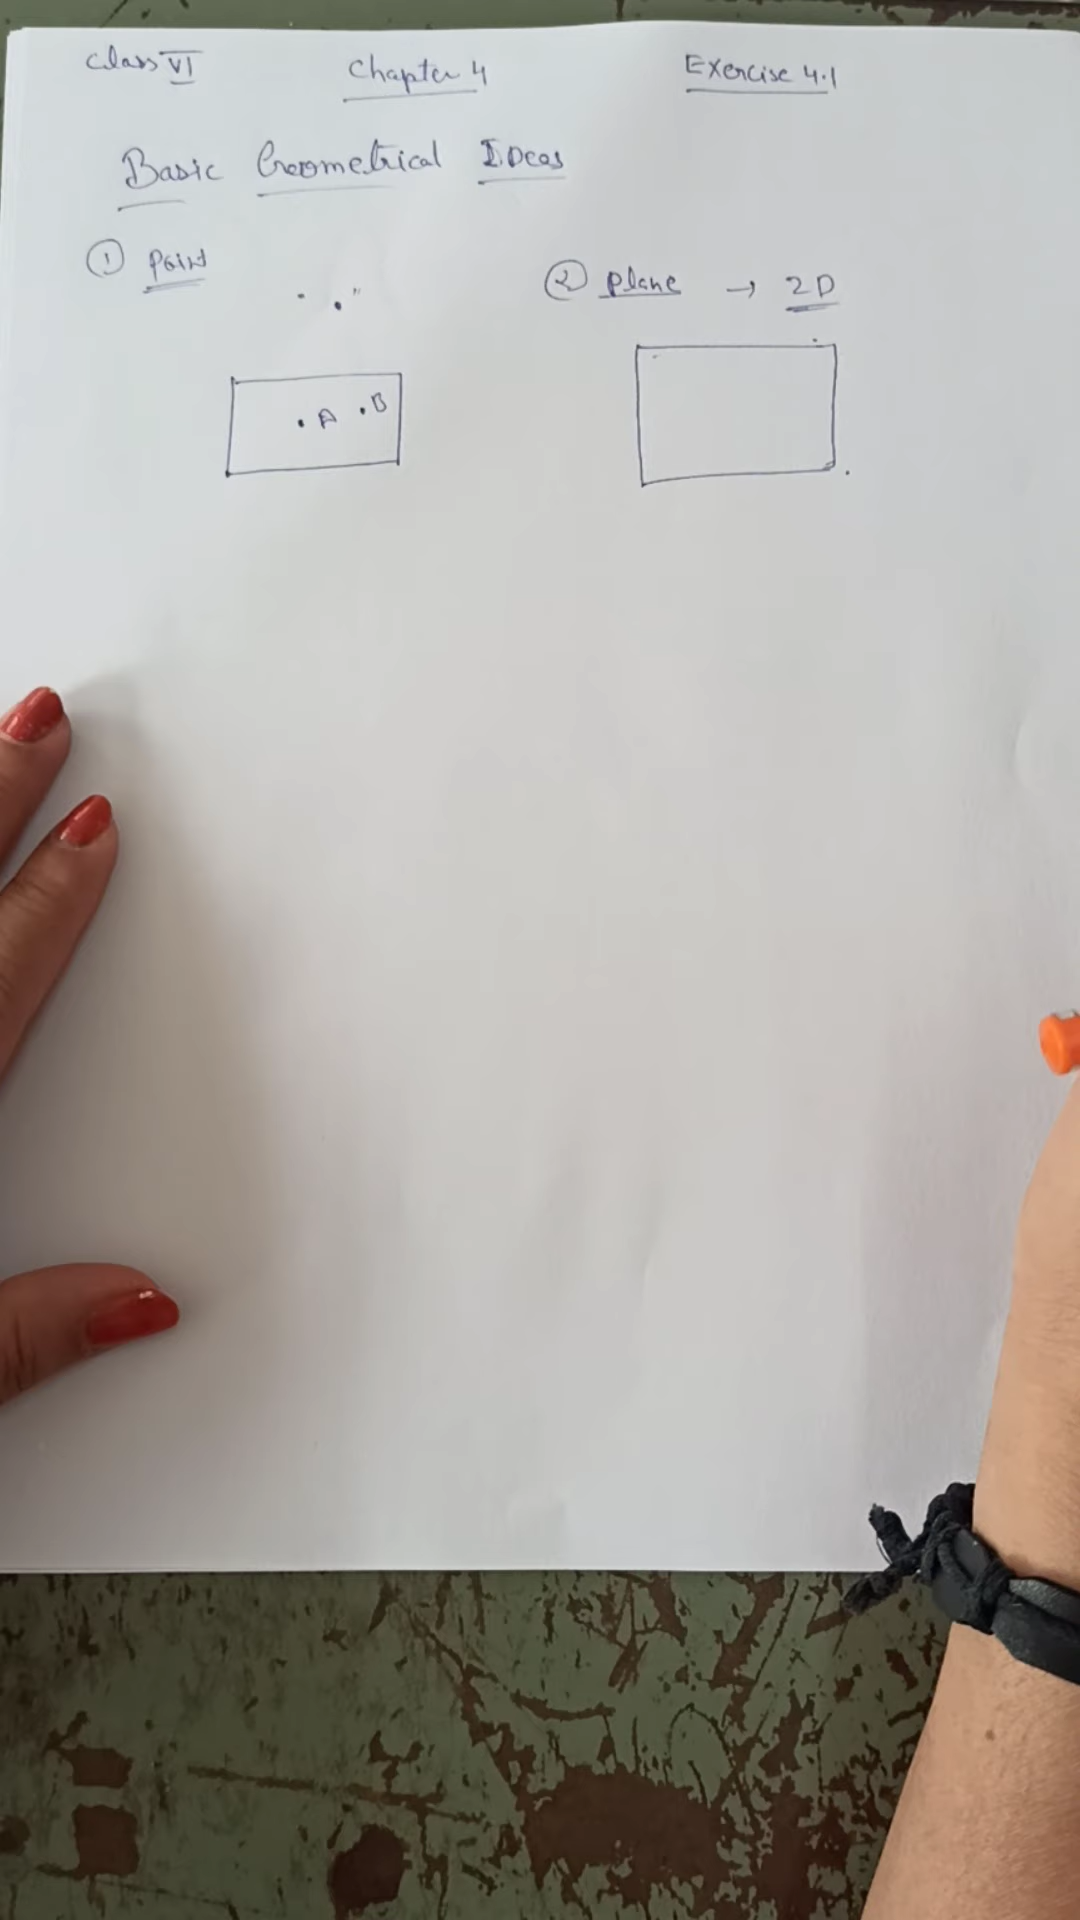 Class VI Chapter 4 Exercise 4.1
Basic Geometrical IDeas
① Point
② Plane → 2D
. A . B